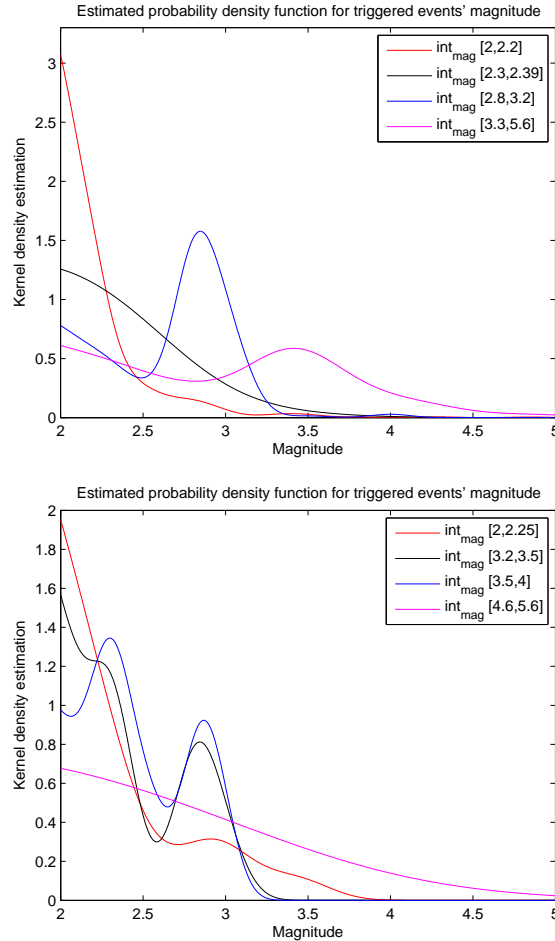 Estimated probability density function for triggered events' magnitude
int_mag [2,2.2]
int_mag [2.3,2.39]
int_mag [2.8,3.2]
int_mag [3.3,5.6]
Kernel density estimation
3
2.5
2
1.5
1
0.5
0
2 2.5 3 3.5 4 4.5 5
Magnitude
Estimated probability density function for triggered events' magnitude
int_mag [2,2.25]
int_mag [3.2,3.5]
int_mag [3.5,4]
int_mag [4.6,5.6]
Kernel density estimation
2
1.8
1.6
1.4
1.2
1
0.8
0.6
0.4
0.2
0
2 2.5 3 3.5 4 4.5 5
Magnitude